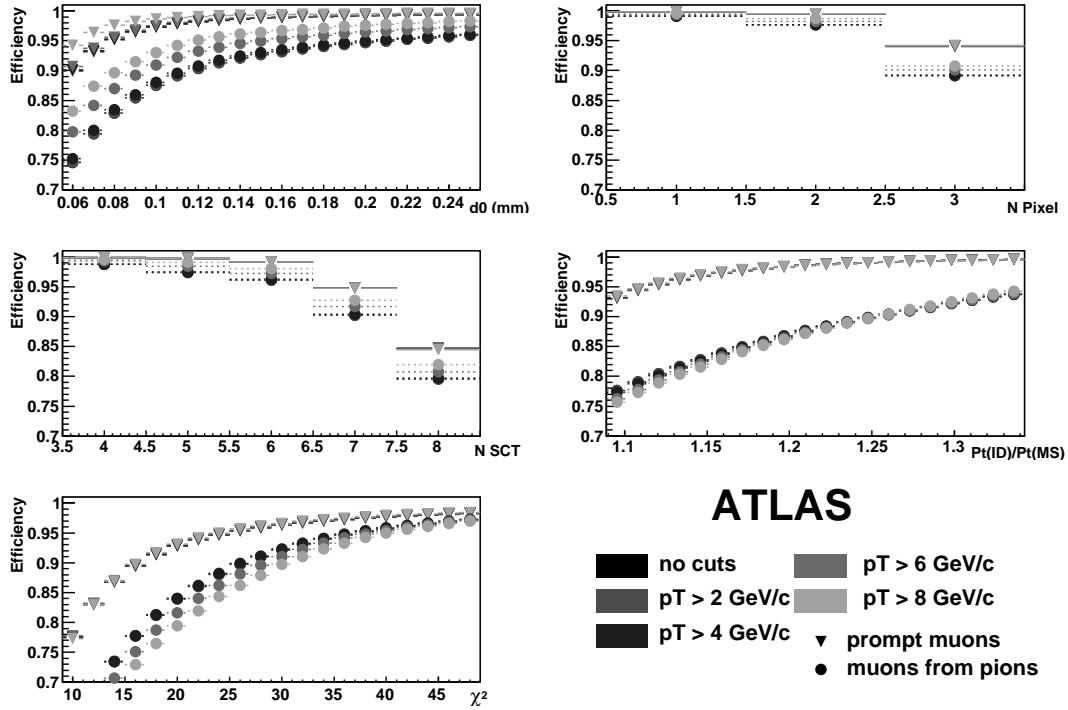 Efficiency
1
0.95
0.9
0.85
0.8
0.75
0.7
0.06 0.08 0.1 0.12 0.14 0.16 0.18 0.2 0.22 0.24
d0 (mm)
Efficiency
1
0.95
0.9
0.85
0.8
0.75
0.7
0.5 1 1.5 2 2.5 3 3.5
N Pixel
Efficiency
1
0.95
0.9
0.85
0.8
0.75
0.7
3.5 4 4.5 5 5.5 6 6.5 7 7.5 8
N SCT
Efficiency
1
0.95
0.9
0.85
0.8
0.75
0.7
1.1 1.15 1.2 1.25 1.3
Pt(ID)/Pt(MS)
Efficiency
1
0.95
0.9
0.85
0.8
0.75
0.7
10 15 20 25 30 35 40 45
χ²
ATLAS
no cuts
pT > 2 GeV/c
pT > 4 GeV/c
pT > 6 GeV/c
pT > 8 GeV/c
prompt muons
muons from pions